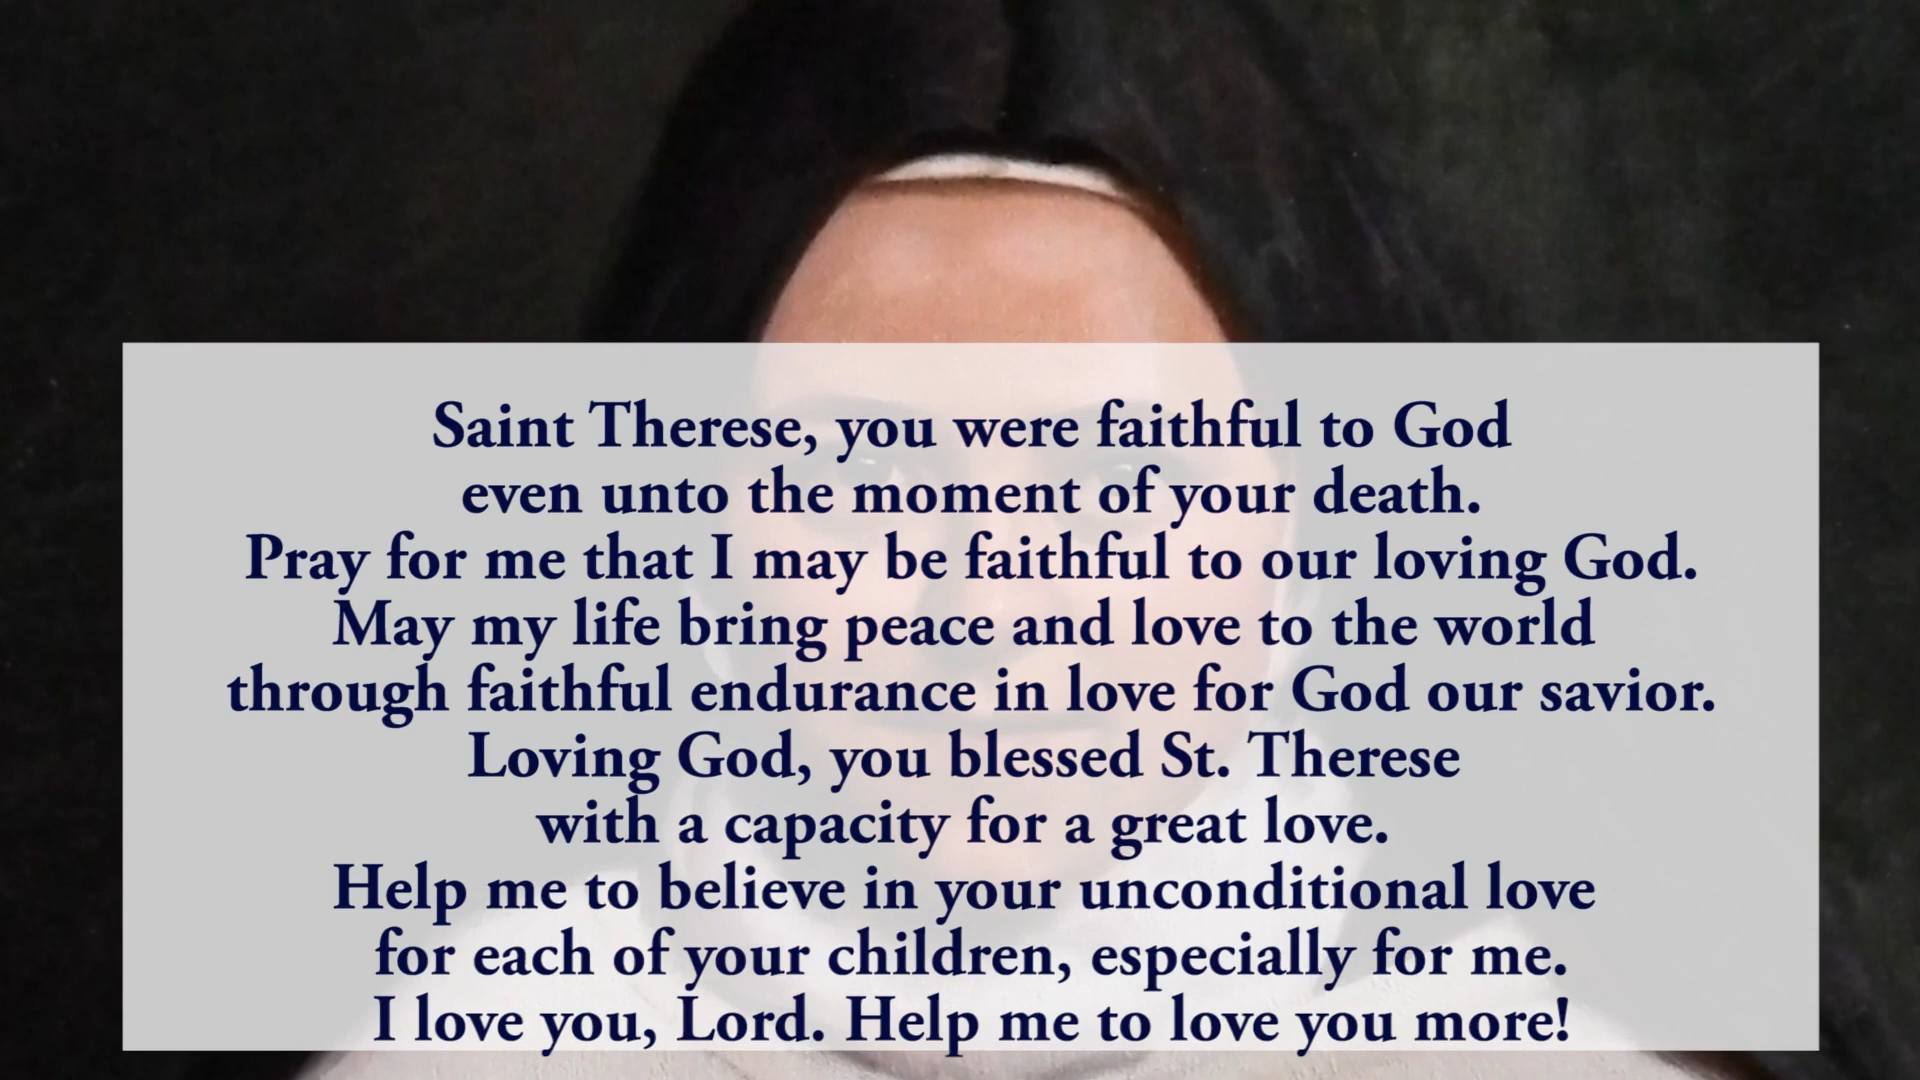 Saint Therese, you were faithful to God
even unto the moment of your death.
Pray for me that I may be faithful to our loving God.
May my life bring peace and love to the world
through faithful endurance in love for God our savior.
Loving God, you blessed St. Therese
with a capacity for a great love.
Help me to believe in your unconditional love
for each of your children, especially for me.
I love you, Lord. Help me to love you more!